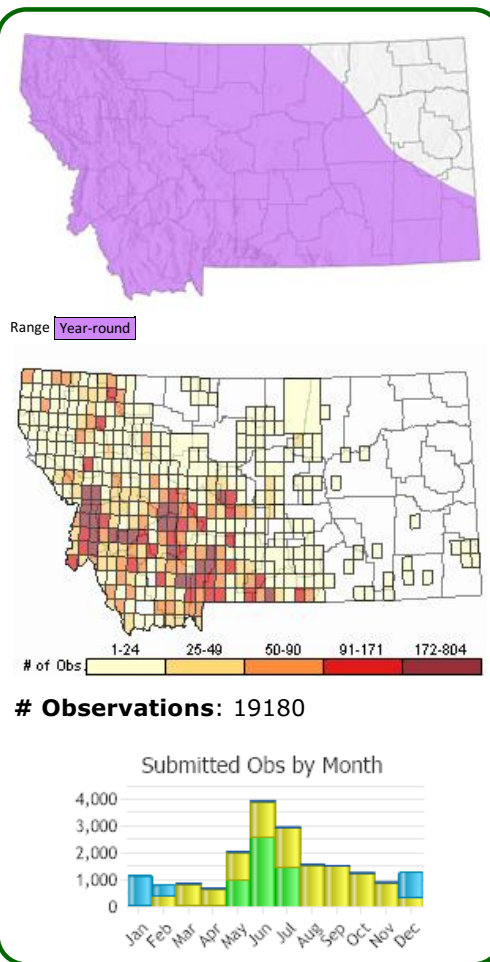 Range Year-round
1-24 25-49 50-90 91-171 172-804
# of Obs
# Observations: 19180
Submitted Obs by Month
4,000
3,000
2,000
1,000
0
Jan Feb Mar Apr May Jun Jul Aug Sep Oct Nov Dec